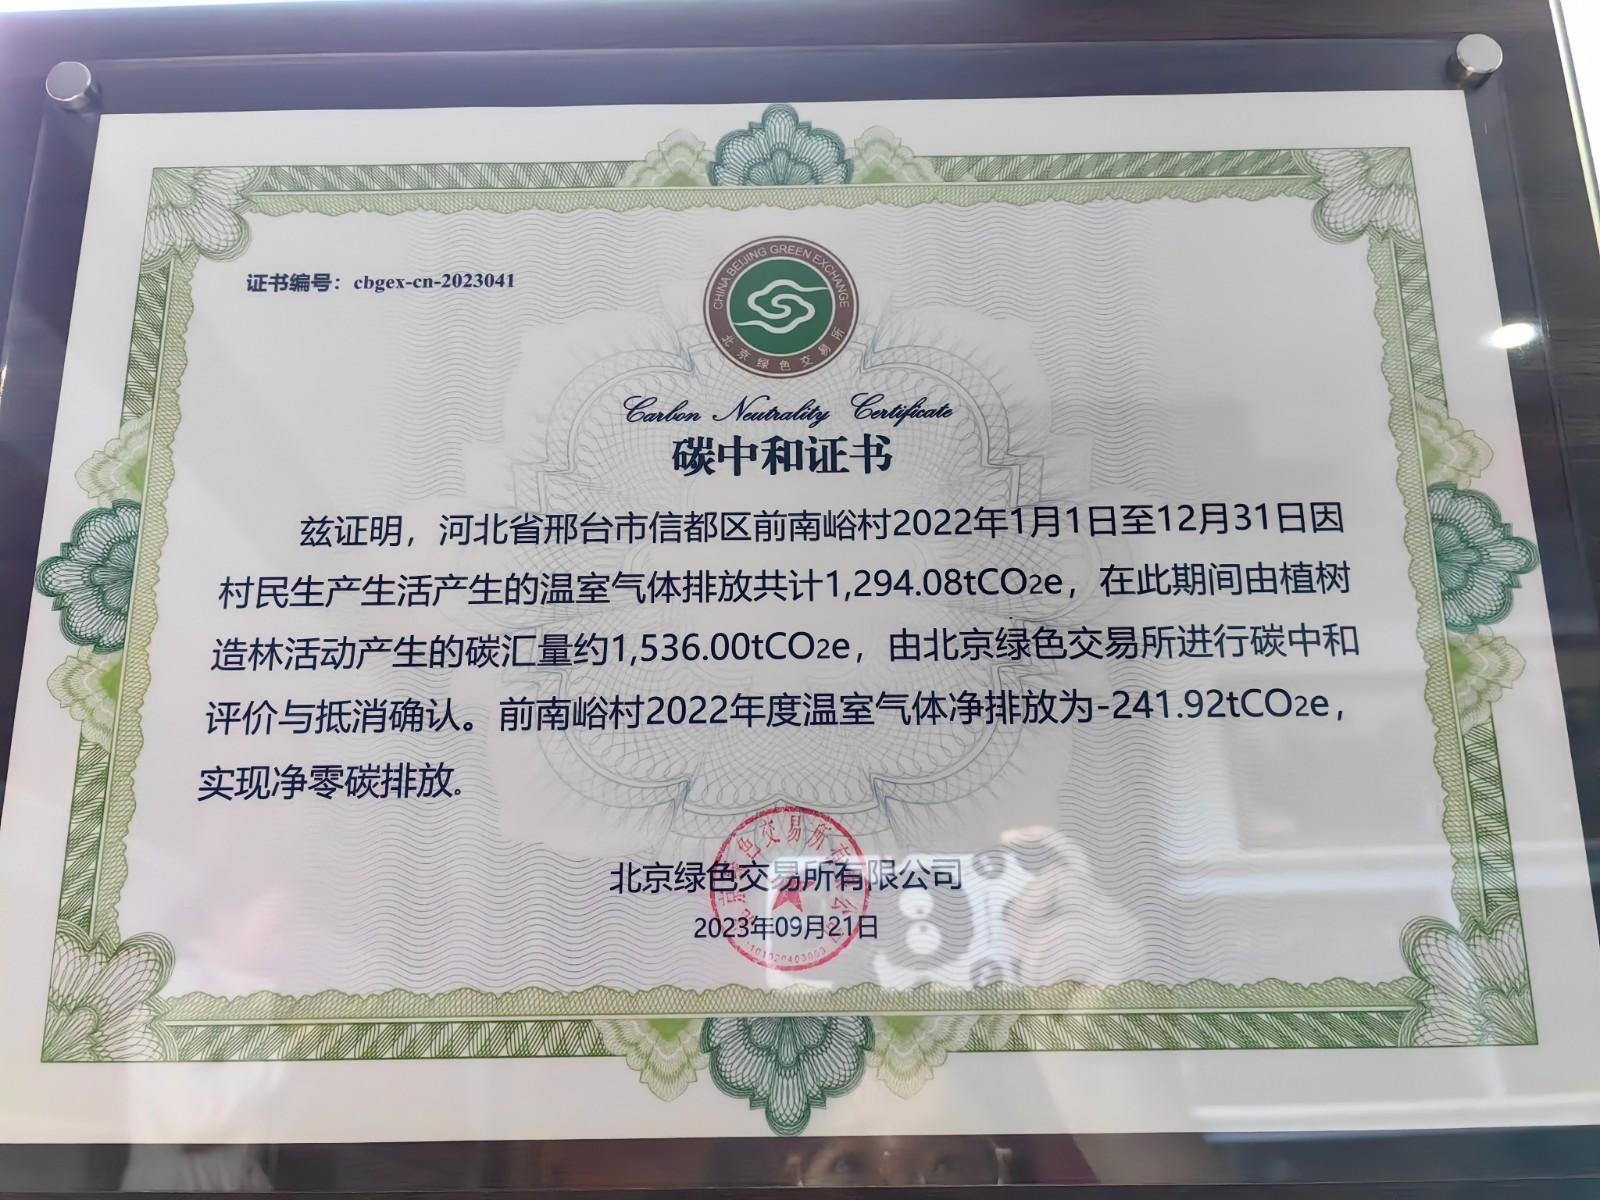 证书编号：cbgex-cn-2023041
CHINA BEIJING GREEN EXCHANGE
北京绿色交易所
Carbon Neutrality Certificate
碳中和证书
兹证明，河北省邢台市信都区前南峪村2022年1月1日至12月31日因
村民生产生活产生的温室气体排放共计1,294.08tCO2e，在此期间由植树
造林活动产生的碳汇量约1,536.00tCO2e，由北京绿色交易所进行碳中和
评价与抵消确认。前南峪村2022年度温室气体净排放为-241.92tCO2e，
实现净零碳排放。
北京绿色交易所有限公司
2023年09月21日